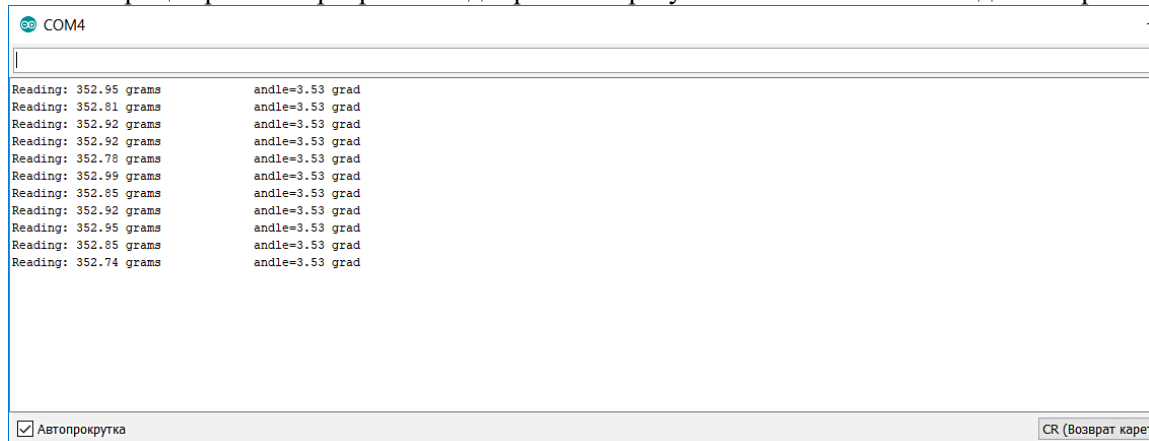 COM4
Reading: 352.95 grams andle=3.53 grad
Reading: 352.81 grams andle=3.53 grad
Reading: 352.92 grams andle=3.53 grad
Reading: 352.92 grams andle=3.53 grad
Reading: 352.78 grams andle=3.53 grad
Reading: 352.99 grams andle=3.53 grad
Reading: 352.85 grams andle=3.53 grad
Reading: 352.92 grams andle=3.53 grad
Reading: 352.95 grams andle=3.53 grad
Reading: 352.85 grams andle=3.53 grad
Reading: 352.74 grams andle=3.53 grad
Автопрокрутка CR (Возврат